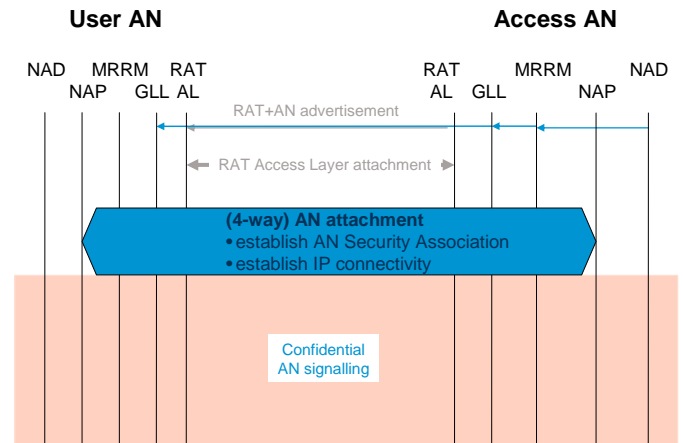 User AN
Access AN
NAD MRRM RAT
NAP GLL AL
RAT MRRM NAD
AL GLL NAP
RAT+AN advertisement
RAT Access Layer attachment
(4-way) AN attachment
• establish AN Security Association
• establish IP connectivity
Confidential
AN signalling